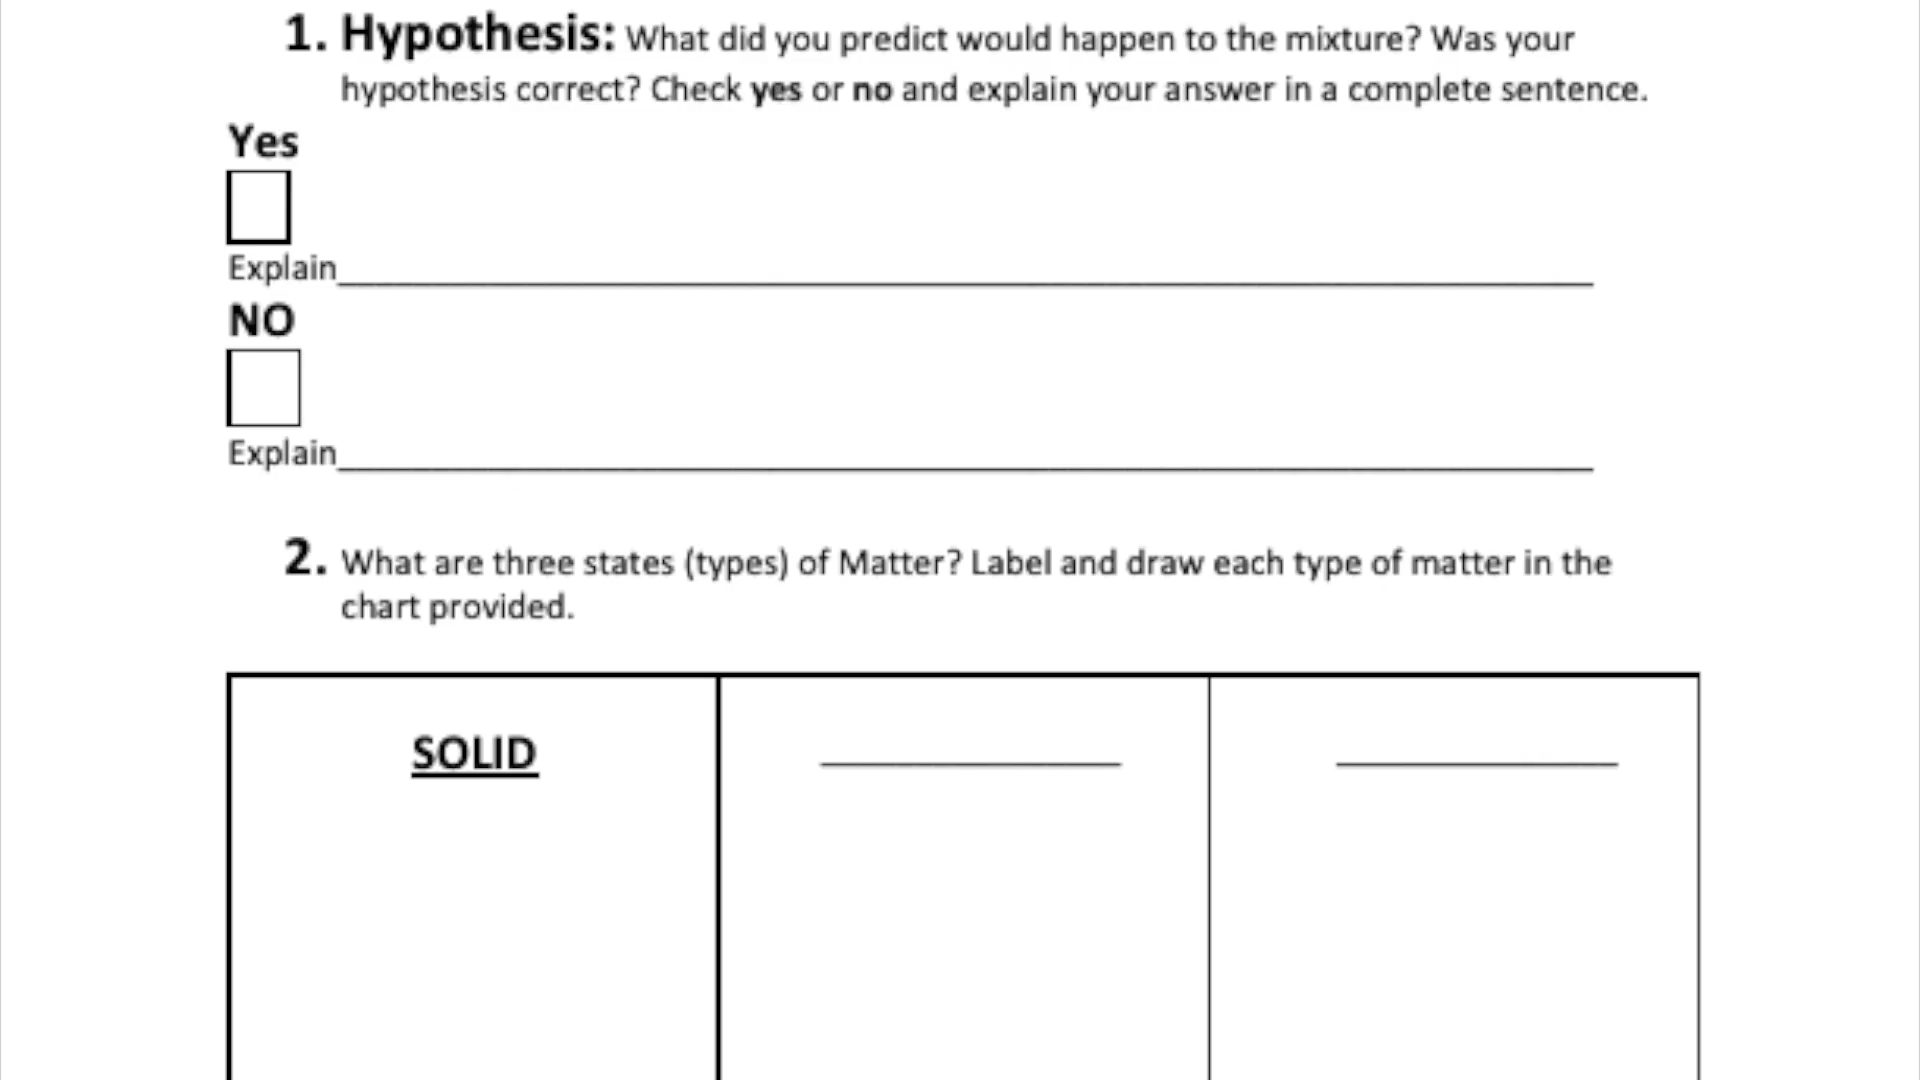 1. Hypothesis: What did you predict would happen to the mixture? Was your
hypothesis correct? Check yes or no and explain your answer in a complete sentence.
Yes
Explain
NO
Explain
2. What are three states (types) of Matter? Label and draw each type of matter in the
chart provided.
SOLID